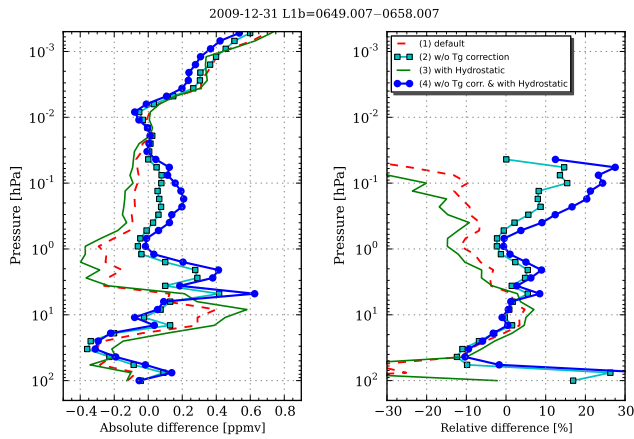 2009-12-31 L1b=0649.007−0658.007
Pressure [hPa]
10⁻³
10⁻²
10⁻¹
10⁰
10¹
10²
−0.4 −0.2 0.0 0.2 0.4 0.6 0.8
Absolute difference [ppmv]
(1) default
(2) w/o Tg correction
(3) with Hydrostatic
(4) w/o Tg corr. & with Hydrostatic
Pressure [hPa]
10⁻³
10⁻²
10⁻¹
10⁰
10¹
10²
−30 −20 −10 0 10 20 30
Relative difference [%]